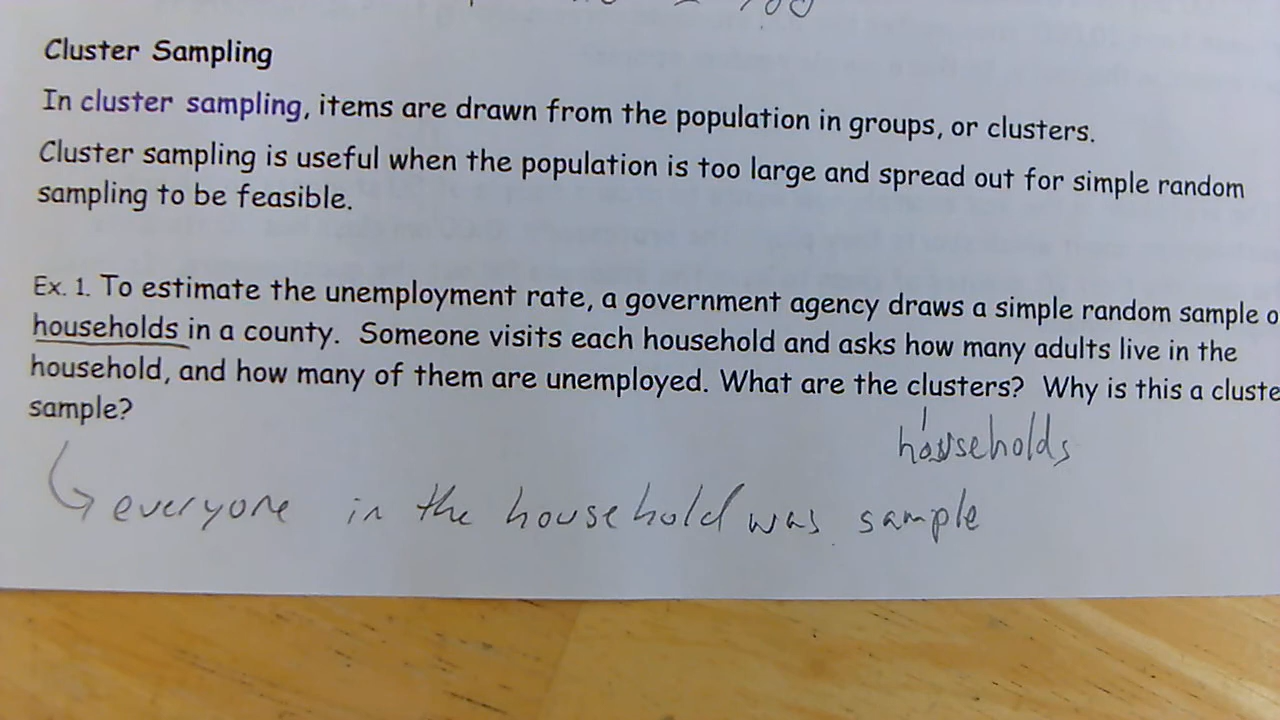 Cluster Sampling
In cluster sampling, items are drawn from the population in groups, or clusters.
Cluster sampling is useful when the population is too large and spread out for simple random
sampling to be feasible.
Ex. 1. To estimate the unemployment rate, a government agency draws a simple random sample o
households in a county. Someone visits each household and asks how many adults live in the
household, and how many of them are unemployed. What are the clusters? Why is this a cluste
sample?
households
everyone in the household was sample